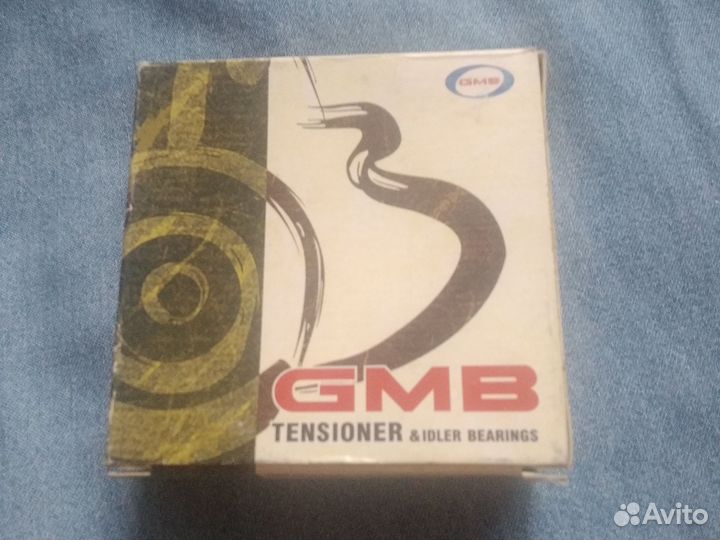 GMB
GMB
TENSIONER & IDLER BEARINGS
Avito